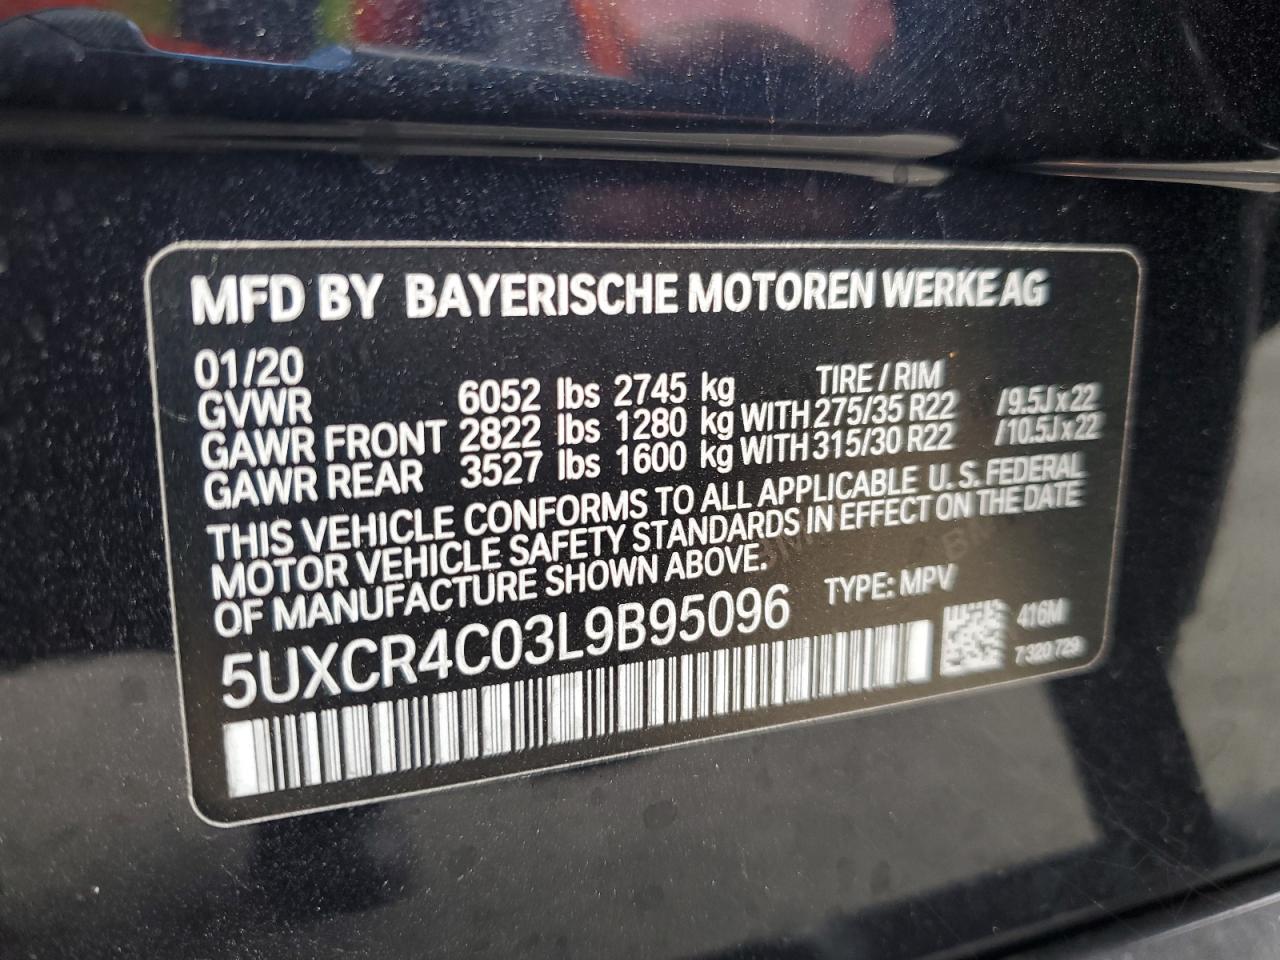 MFD BY BAYERISCHE MOTOREN WERKE AG
01/20 TIRE / RIM
GVWR 6052 lbs 2745 kg
GAWR FRONT 2822 lbs 1280 kg WITH 275/35 R22 /9.5J x 22
GAWR REAR 3527 lbs 1600 kg WITH 315/30 R22 /10.5J x 22
THIS VEHICLE CONFORMS TO ALL APPLICABLE U.S. FEDERAL
MOTOR VEHICLE SAFETY STANDARDS IN EFFECT ON THE DATE
OF MANUFACTURE SHOWN ABOVE.
5UXCR4C03L9B95096 TYPE: MPV
416M
7 320 729